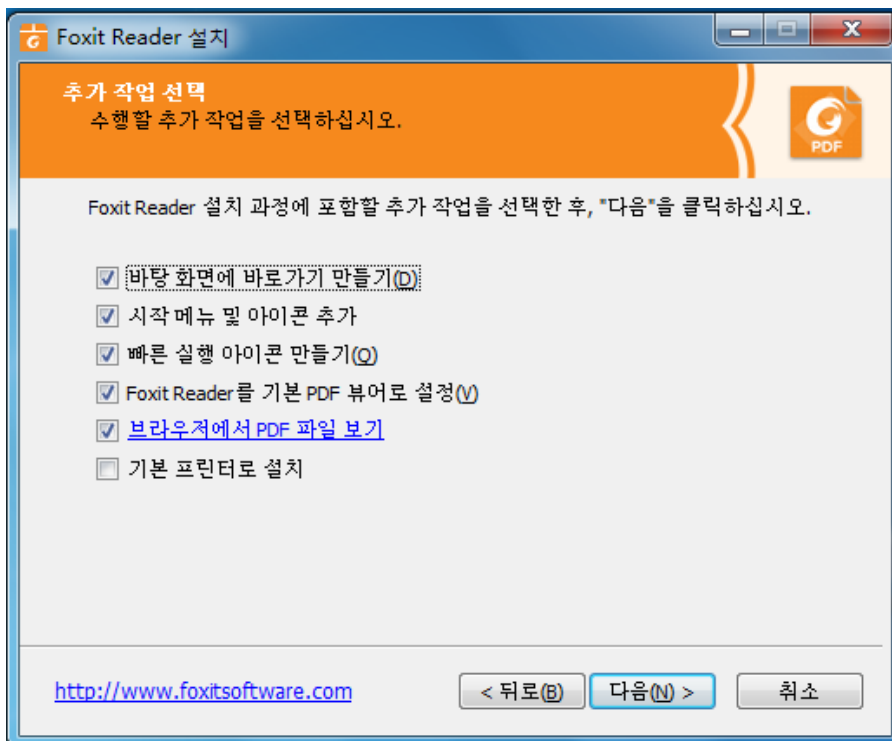 Foxit Reader 설치
추가 작업 선택
수행할 추가 작업을 선택하십시오.
PDF
Foxit Reader 설치 과정에 포함할 추가 작업을 선택한 후, "다음"을 클릭하십시오.
바탕 화면에 바로가기 만들기(D)
시작 메뉴 및 아이콘 추가
빠른 실행 아이콘 만들기(Q)
Foxit Reader를 기본 PDF 뷰어로 설정(V)
브라우저에서 PDF 파일 보기
기본 프린터로 설치
http://www.foxitsoftware.com
< 뒤로(B) 다음(N) > 취소